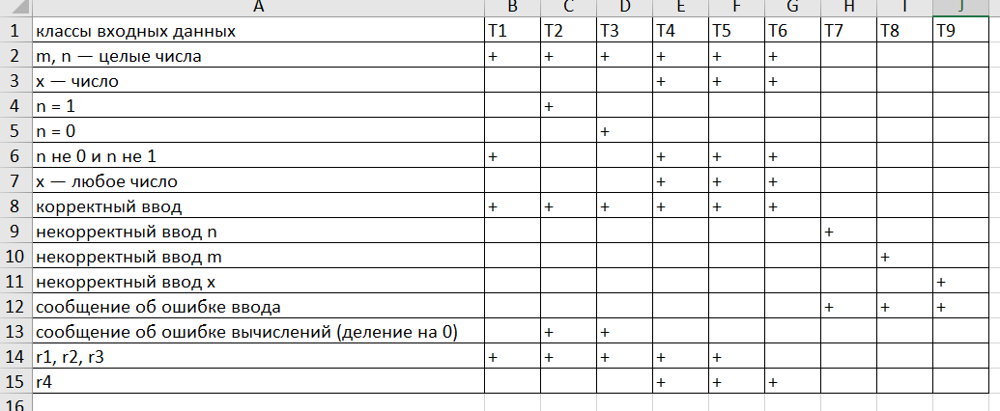 A B C D E F G H I J
1 классы входных данных T1 T2 T3 T4 T5 T6 T7 T8 T9
2 m, n — целые числа + + + + + +
3 x — число + + +
4 n = 1 +
5 n = 0 +
6 n не 0 и n не 1 + + + +
7 x — любое число + + +
8 корректный ввод + + + + + +
9 некорректный ввод n +
10 некорректный ввод m +
11 некорректный ввод x +
12 сообщение об ошибке ввода + + +
13 сообщение об ошибке вычислений (деление на 0) + +
14 r1, r2, r3 + + + + +
15 r4 + + +
16